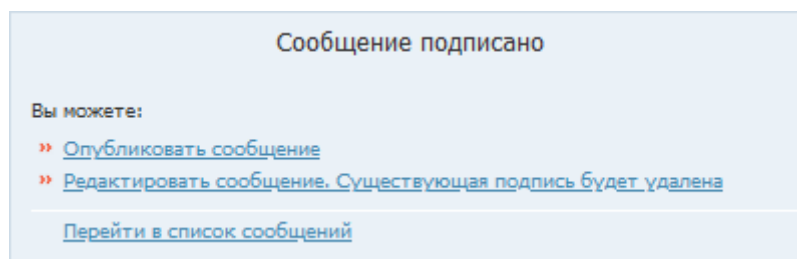 Сообщение подписано
Вы можете:
» Опубликовать сообщение
» Редактировать сообщение. Существующая подпись будет удалена
Перейти в список сообщений